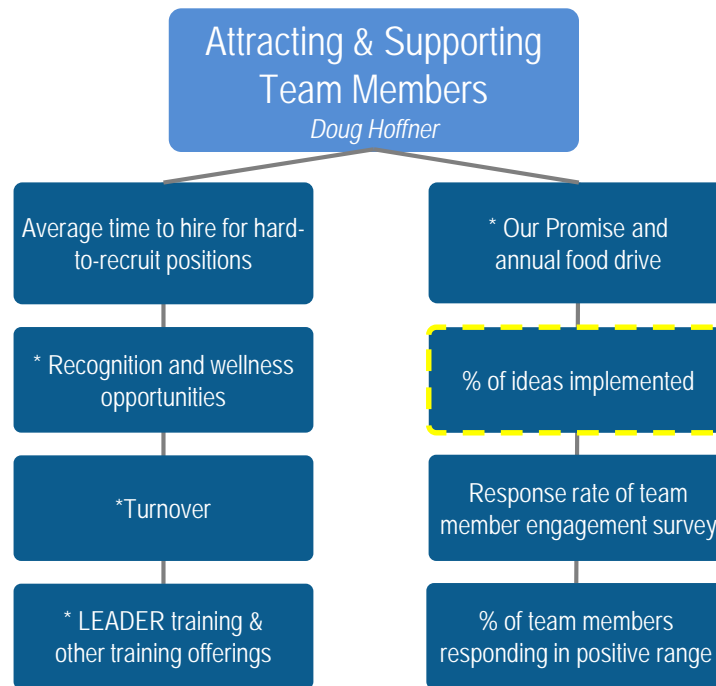 Attracting & Supporting
Team Members
Doug Hoffner
Average time to hire for hard-
to-recruit positions
* Recognition and wellness
opportunities
*Turnover
* LEADER training &
other training offerings
* Our Promise and
annual food drive
% of ideas implemented
Response rate of team
member engagement survey
% of team members
responding in positive range